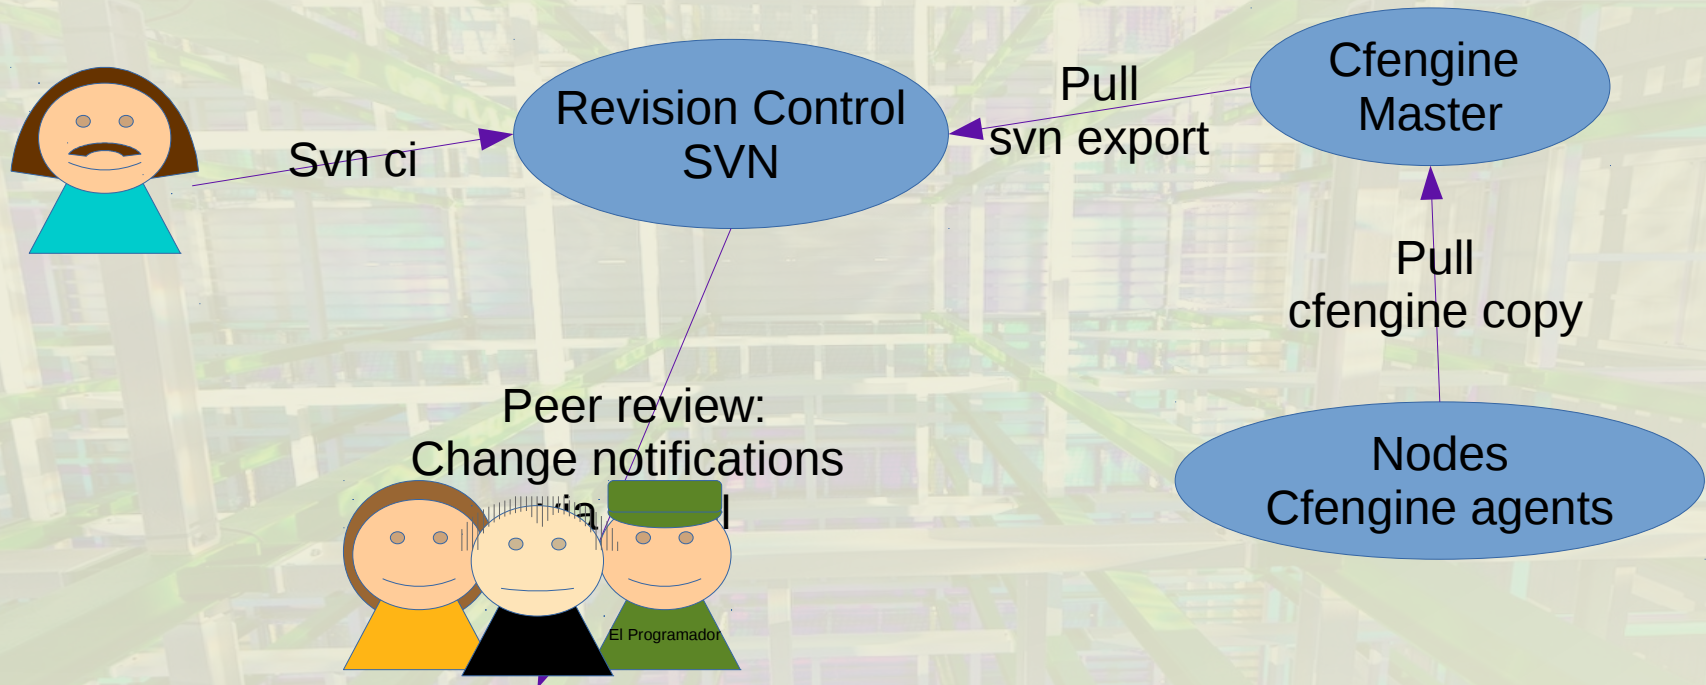 Svn ci
Revision Control
SVN
Pull
svn export
Cfengine
Master
Pull
cfengine copy
Nodes
Cfengine agents
Peer review:
Change notifications
El Programador